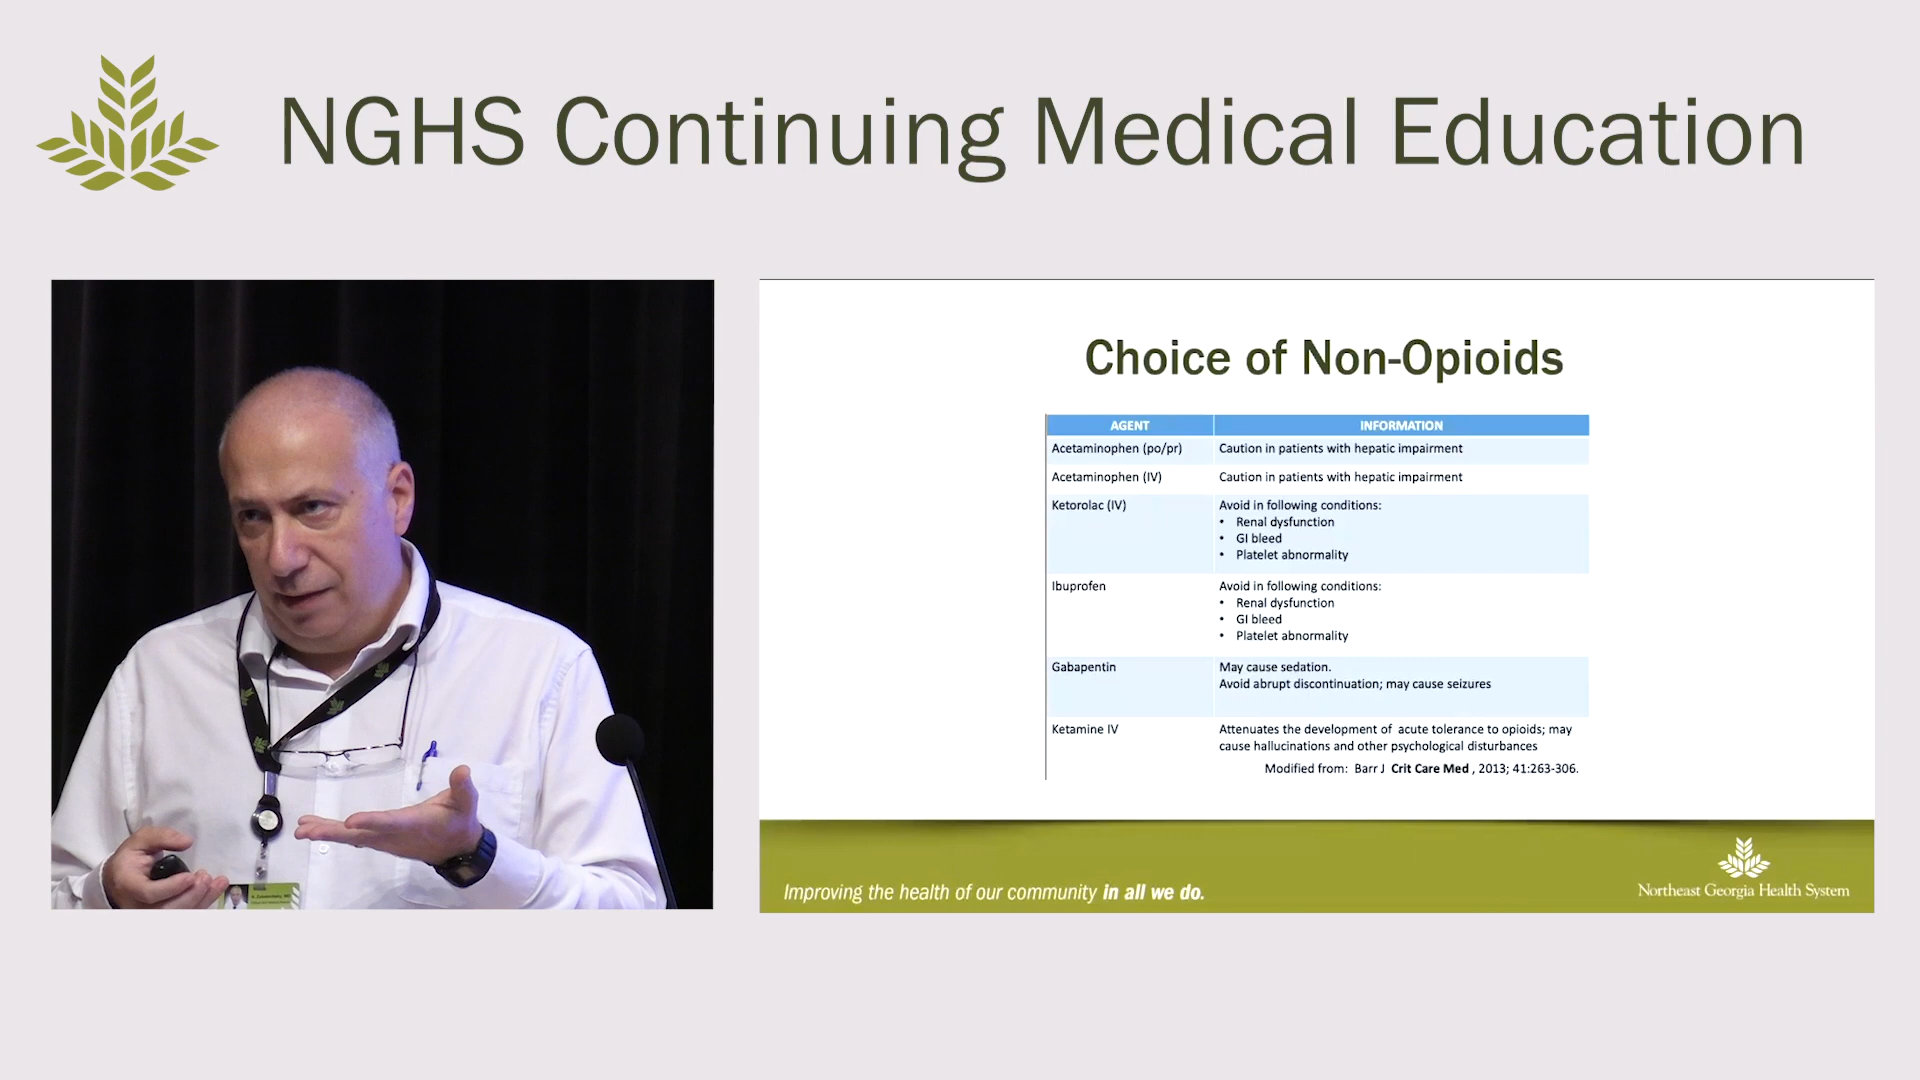 NGHS Continuing Medical Education
Choice of Non-Opioids
AGENT INFORMATION
Acetaminophen (po/pr) Caution in patients with hepatic impairment
Acetaminophen (IV) Caution in patients with hepatic impairment
Ketorolac (IV) Avoid in following conditions:
• Renal dysfunction
• GI bleed
• Platelet abnormality
Ibuprofen Avoid in following conditions:
• Renal dysfunction
• GI bleed
• Platelet abnormality
Gabapentin May cause sedation.
Avoid abrupt discontinuation; may cause seizures
Ketamine IV Attenuates the development of acute tolerance to opioids; may
cause hallucinations and other psychological disturbances
Modified from: Barr J Crit Care Med , 2013; 41:263-306.
Improving the health of our community in all we do.
Northeast Georgia Health System